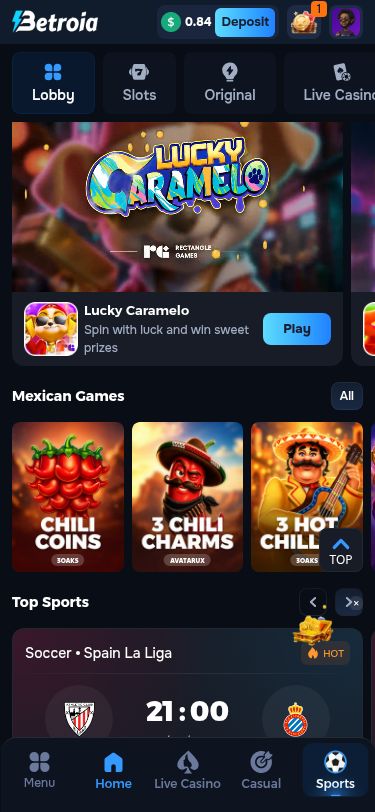 Betroia
$ 0.84 Deposit
1
Lobby
Slots
Original
Live Casino
LUCKY
CARAMELO
rg RECTANGLE
GAMES
Lucky Caramelo
Spin with luck and win sweet
prizes
Play
Mexican Games
All
CHILI
COINS
3OAKS
3 CHILI
CHARMS
AVATARUX
3 HOT
CHILL
3OAKS
TOP
Top Sports
Soccer • Spain La Liga
HOT
21:00
Menu
Home
Live Casino
Casual
Sports